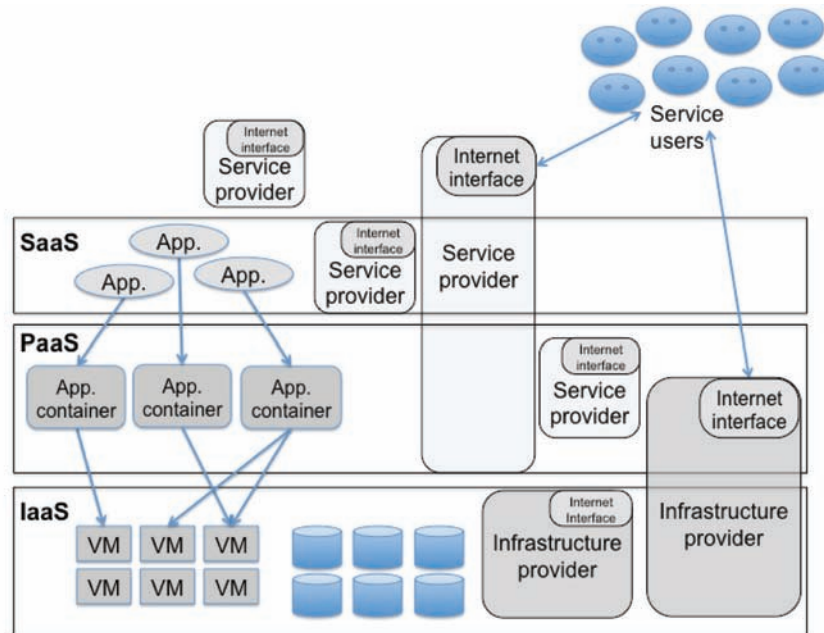 Service
users
Internet
interface
Service
provider
Internet
interface
SaaS
App.
App.
App.
Internet
interface
Service
provider
Service
provider
PaaS
App.
container
App.
container
App.
container
Internet
interface
Service
provider
Internet
interface
IaaS
VM
VM
VM
VM
VM
VM
Internet
Interface
Infrastructure
provider
Infrastructure
provider